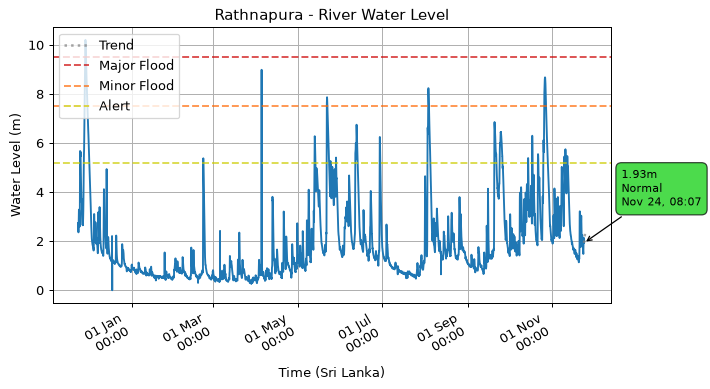 Rathnapura - River Water Level
Trend
Major Flood
Minor Flood
Alert
Water Level (m)
10
8
6
4
2
0
1.93m
Normal
Nov 24, 08:07
01 Jan
00:00
01 Mar
00:00
01 May
00:00
01 Jul
00:00
01 Sep
00:00
01 Nov
00:00
Time (Sri Lanka)